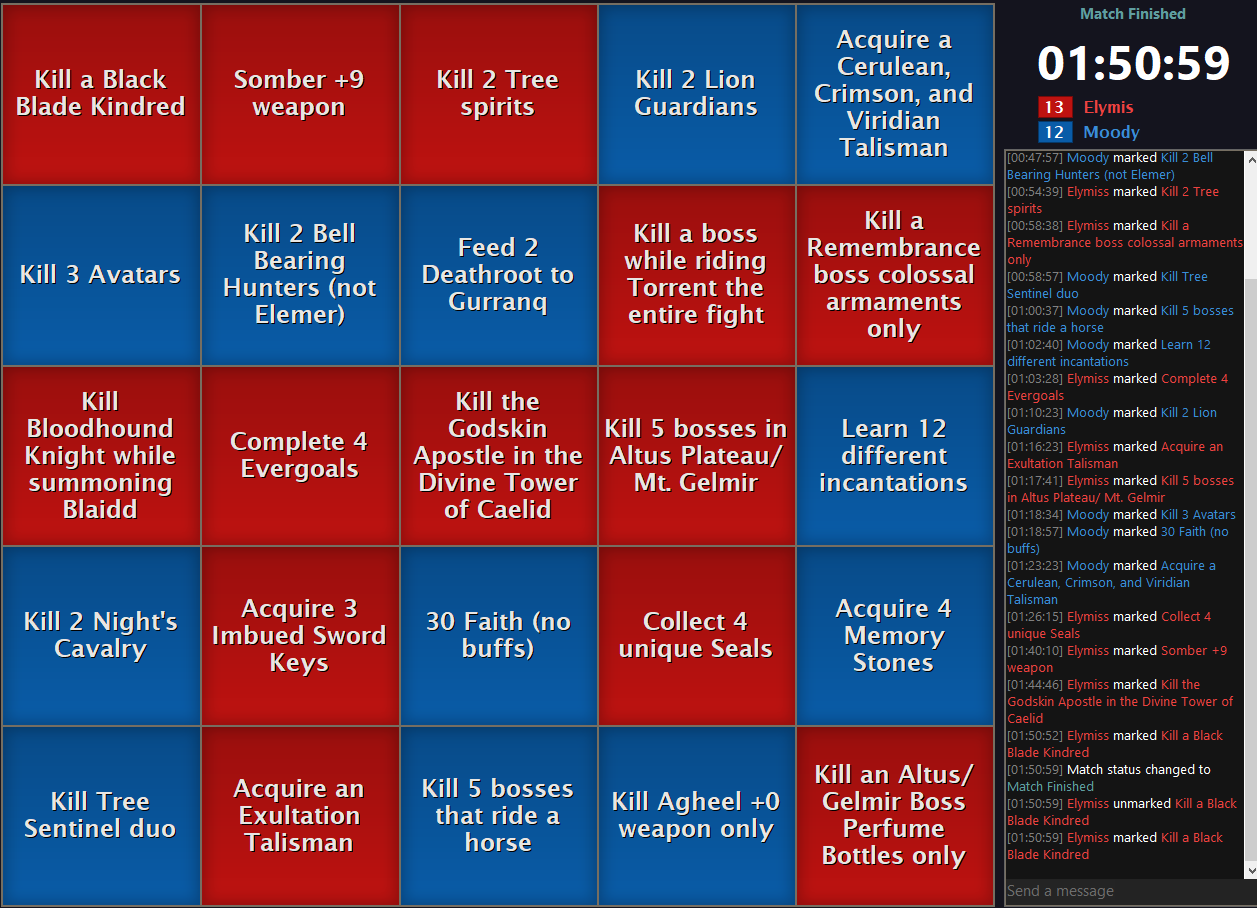 Kill a Black
Blade Kindred
Somber +9
weapon
Kill 2 Tree
spirits
Kill 2 Lion
Guardians
Acquire a
Cerulean,
Crimson, and
Viridian
Talisman
Kill 3 Avatars
Kill 2 Bell
Bearing
Hunters (not
Elemer)
Feed 2
Deathroot to
Gurranq
Kill a boss
while riding
Torrent the
entire fight
Kill a
Remembrance
boss colossal
armaments
only
Kill
Bloodhound
Knight while
summoning
Blaidd
Complete 4
Evergoals
Kill the
Godskin
Apostle in the
Divine Tower
of Caelid
Kill 5 bosses in
Altus Plateau/
Mt. Gelmir
Learn 12
different
incantations
Kill 2 Night's
Cavalry
Acquire 3
Imbued Sword
Keys
30 Faith (no
buffs)
Collect 4
unique Seals
Acquire 4
Memory
Stones
Kill Tree
Sentinel duo
Acquire an
Exultation
Talisman
Kill 5 bosses
that ride a
horse
Kill Agheel +0
weapon only
Kill an Altus/
Gelmir Boss
Perfume
Bottles only
Match Finished
01:50:59
13 Elymis
12 Moody
[00:47:57] Moody marked Kill 2 Bell
Bearing Hunters (not Elemer)
[00:54:39] Elymiss marked Kill 2 Tree
spirits
[00:58:38] Elymiss marked Kill a
Remembrance boss colossal armaments
only
[00:58:57] Moody marked Kill Tree
Sentinel duo
[01:00:37] Moody marked Kill 5 bosses
that ride a horse
[01:02:40] Moody marked Learn 12
different incantations
[01:03:28] Elymiss marked Complete 4
Evergoals
[01:10:23] Moody marked Kill 2 Lion
Guardians
[01:16:23] Elymiss marked Acquire an
Exultation Talisman
[01:17:41] Elymiss marked Kill 5 bosses
in Altus Plateau/ Mt. Gelmir
[01:18:34] Moody marked Kill 3 Avatars
[01:18:57] Moody marked 30 Faith (no
buffs)
[01:23:23] Moody marked Acquire a
Cerulean, Crimson, and Viridian
Talisman
[01:26:15] Elymiss marked Collect 4
unique Seals
[01:40:10] Elymiss marked Somber +9
weapon
[01:44:46] Elymiss marked Kill the
Godskin Apostle in the Divine Tower of
Caelid
[01:50:52] Elymiss marked Kill a Black
Blade Kindred
[01:50:59] Match status changed to
Match Finished
[01:50:59] Elymiss unmarked Kill a Black
Blade Kindred
[01:50:59] Elymiss marked Kill a Black
Blade Kindred
Send a message